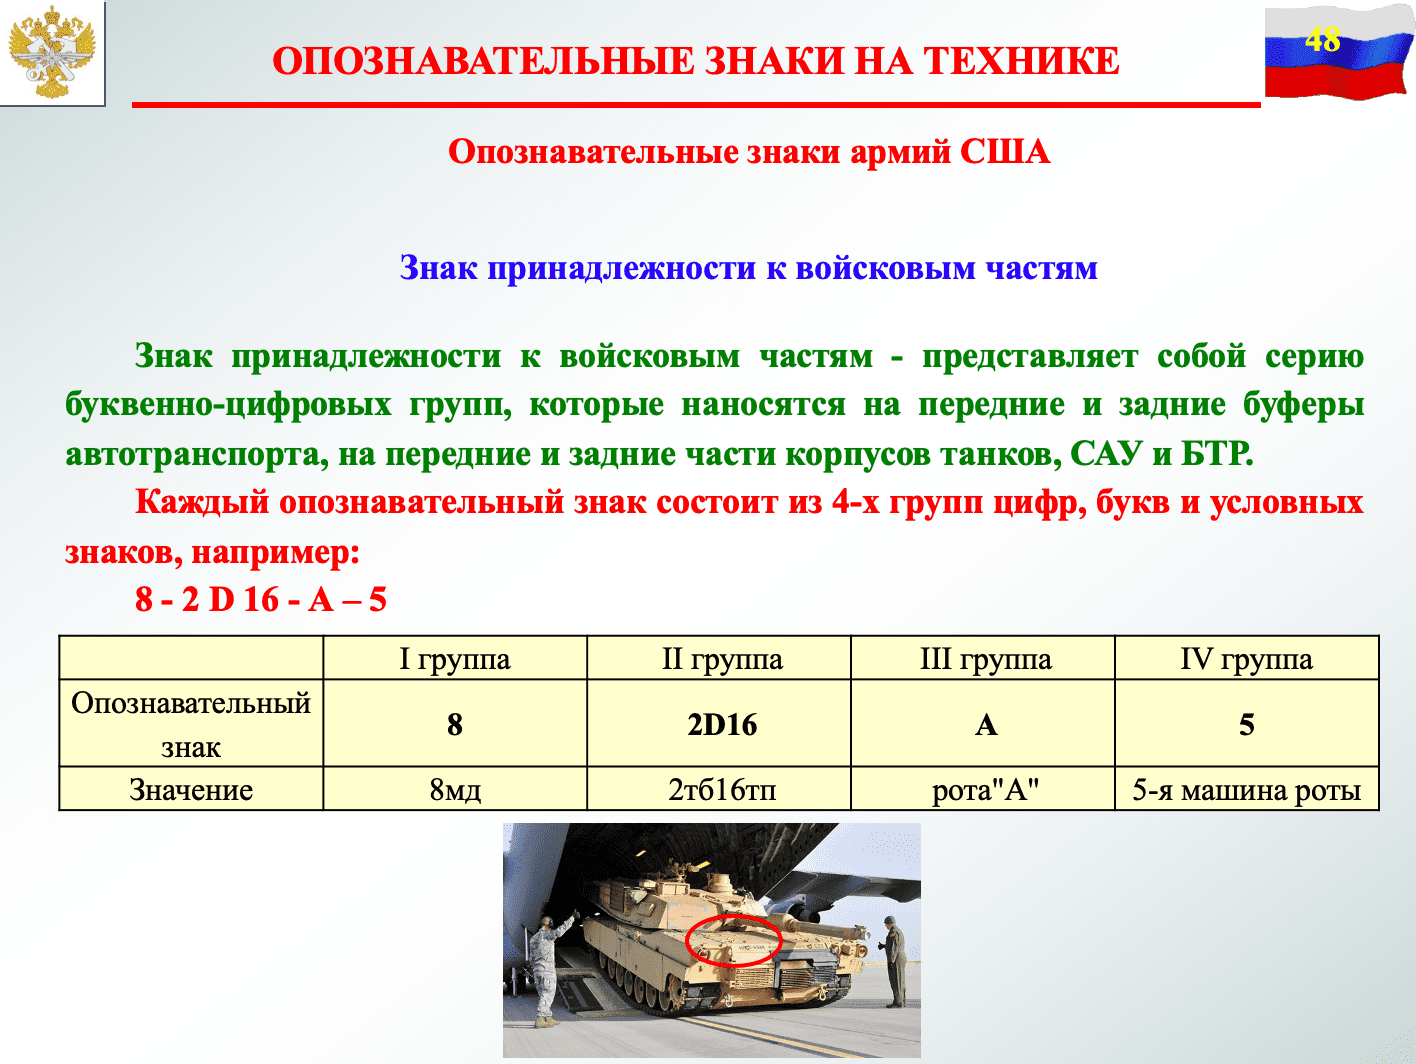 48
ОПОЗНАВАТЕЛЬНЫЕ ЗНАКИ НА ТЕХНИКЕ
Опознавательные знаки армий США
Знак принадлежности к войсковым частям
Знак принадлежности к войсковым частям - представляет собой серию
буквенно-цифровых групп, которые наносятся на передние и задние буферы
автотранспорта, на передние и задние части корпусов танков, САУ и БТР.
Каждый опознавательный знак состоит из 4-х групп цифр, букв и условных
знаков, например:
8 - 2 D 16 - A – 5
I группа II группа III группа IV группа
Опознавательный
знак
8 2D16 A 5
Значение 8мд 2тб16тп рота"А" 5-я машина роты